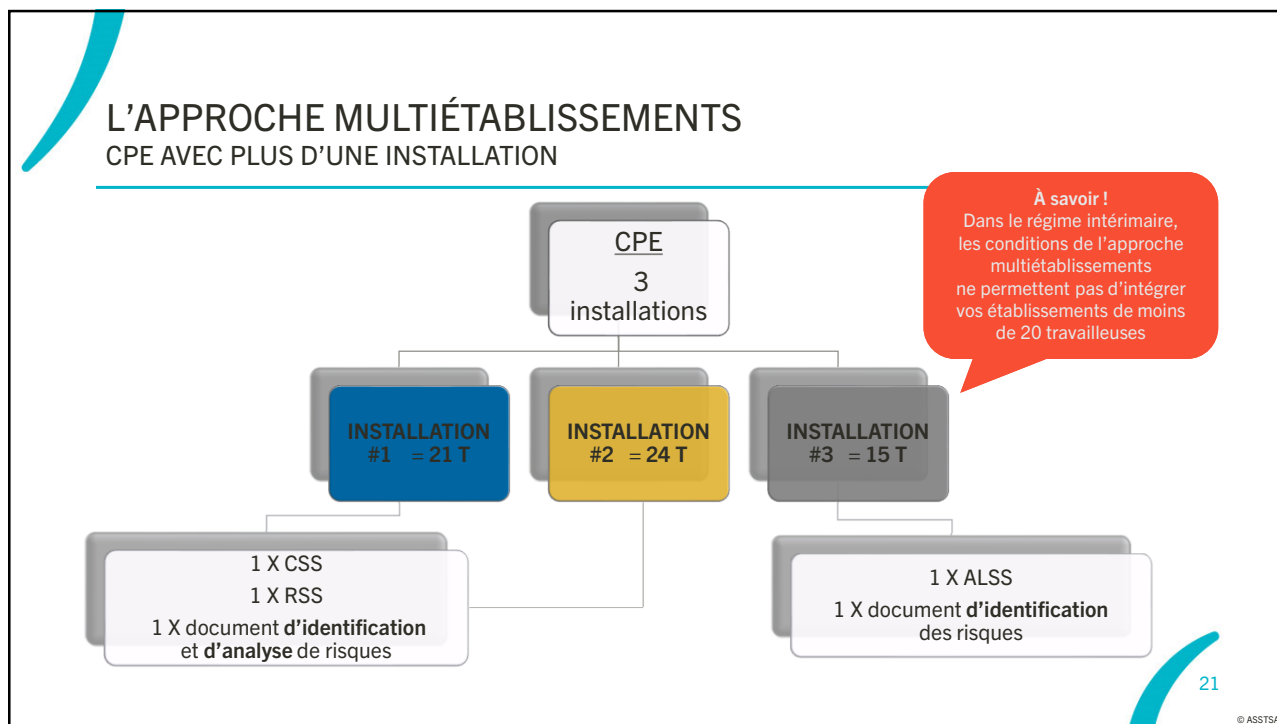 L'APPROCHE MULTIÉTABLISSEMENTS
CPE AVEC PLUS D'UNE INSTALLATION
À savoir !
Dans le régime intérimaire,
les conditions de l'approche
multiétablissements
ne permettent pas d'intégrer
vos établissements de moins
de 20 travailleuses
CPE
3
installations
INSTALLATION
#1 = 21 T
INSTALLATION
#2 = 24 T
INSTALLATION
#3 = 15 T
1 X CSS
1 X RSS
1 X document d'identification
et d'analyse de risques
1 X ALSS
1 X document d'identification
des risques
21